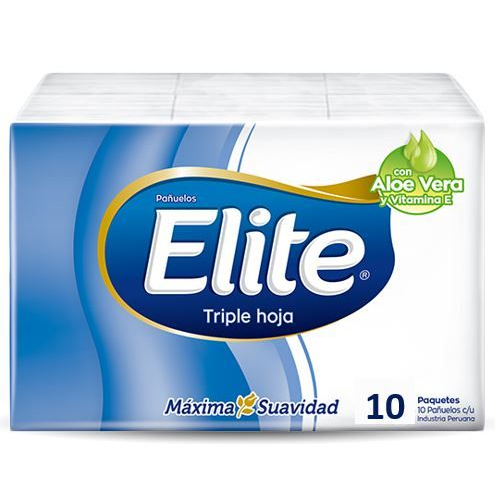 con
Aloe Vera
y Vitamina E
Pañuelos
Elite®
Triple hoja
Máxima Suavidad
10
Paquetes
10 Pañuelos c/u
Industria Peruana